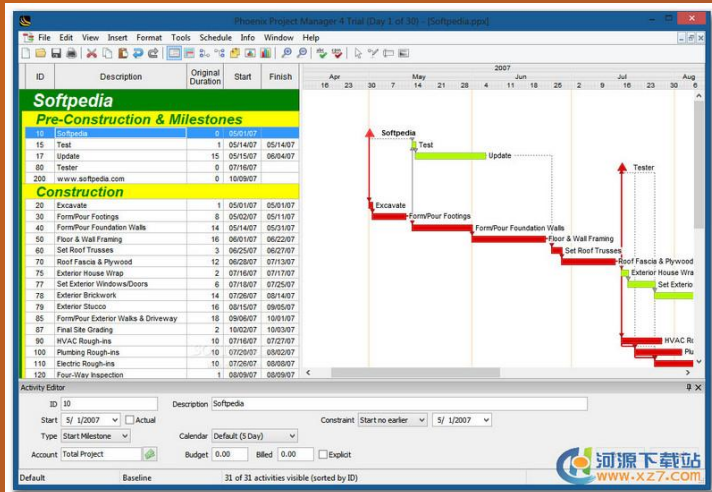 Phoenix Project Manager 4 Trial (Day 1 of 30) - [Softpedia.ppx]
File Edit View Insert Format Tools Schedule Info Window Help
ID Description Original Duration Start Finish
2007
Apr May Jun Jul Aug
16 23 30 7 14 21 28 4 11 18 25 2 9 16 23 30 6
Softpedia
Pre-Construction & Milestones
10 Softpedia 0 05/01/07
15 Test 1 05/14/07 05/14/07
17 Update 15 05/15/07 06/04/07
80 Tester 0 07/16/07
200 www.softpedia.com 0 10/09/07
Construction
20 Excavate 1 05/01/07 05/01/07
30 Form/Pour Footings 8 05/02/07 05/11/07
40 Form/Pour Foundation Walls 14 05/14/07 05/31/07
50 Floor & Wall Framing 16 06/01/07 06/22/07
60 Set Roof Trusses 3 06/25/07 06/27/07
70 Roof Fascia & Plywood 12 06/28/07 07/13/07
75 Exterior House Wrap 2 07/16/07 07/17/07
77 Set Exterior Windows/Doors 6 07/18/07 07/25/07
78 Exterior Brickwork 14 07/26/07 08/14/07
79 Exterior Stucco 16 08/15/07 09/05/07
85 Form/Pour Exterior Walks & Driveway 18 09/06/07 10/01/07
87 Final Site Grading 2 10/02/07 10/03/07
90 HVAC Rough-ins 10 07/16/07 07/27/07
100 Plumbing Rough-ins 10 07/20/07 08/02/07
110 Electric Rough-ins 10 07/26/07 08/08/07
120 Four-Way Inspection 1 08/09/07 08/09/07
Softpedia
Test
Update
Tester
Excavate
Form/Pour Footings
Form/Pour Foundation Walls
Floor & Wall Framing
Set Roof Trusses
Roof Fascia & Plywood
Exterior House Wra
Set Exterio
HVAC Ro
Plu
Activity Editor
ID 10 Description Softpedia
Start 5/ 1/2007 Actual Constraint Start no earlier 5/ 1/2007
Type Start Milestone Calendar Default (5 Day)
Account Total Project Budget 0.00 Billed 0.00 Explicit
Default Baseline 31 of 31 activities visible (sorted by ID)
河源下载站
www.xz7.com